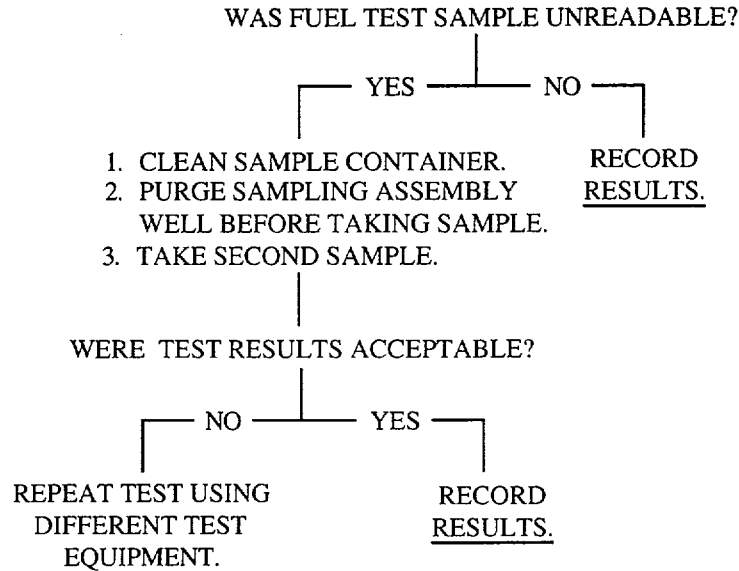 WAS FUEL TEST SAMPLE UNREADABLE?
YES
NO
1. CLEAN SAMPLE CONTAINER.
2. PURGE SAMPLING ASSEMBLY
WELL BEFORE TAKING SAMPLE.
3. TAKE SECOND SAMPLE.
RECORD
RESULTS.
WERE TEST RESULTS ACCEPTABLE?
NO
YES
REPEAT TEST USING
DIFFERENT TEST
EQUIPMENT.
RECORD
RESULTS.